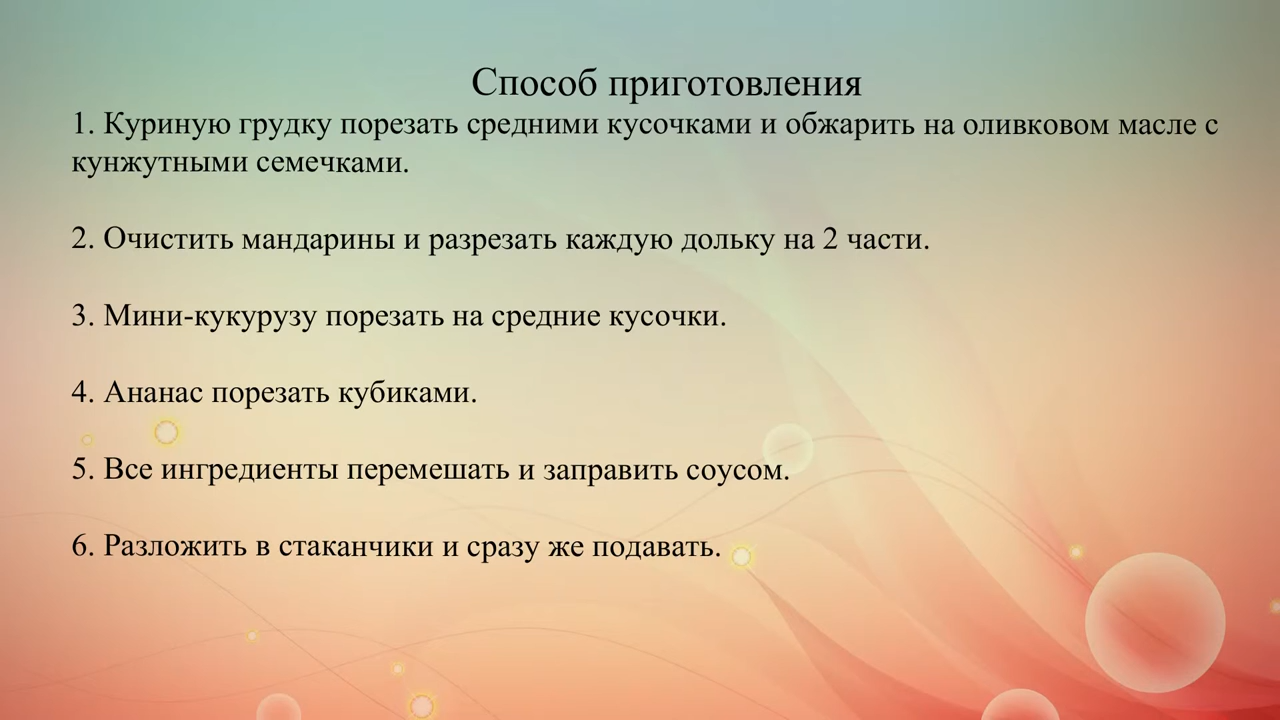 Способ приготовления
1. Куриную грудку порезать средними кусочками и обжарить на оливковом масле с
кунжутными семечками.
2. Очистить мандарины и разрезать каждую дольку на 2 части.
3. Мини-кукурузу порезать на средние кусочки.
4. Ананас порезать кубиками.
5. Все ингредиенты перемешать и заправить соусом.
6. Разложить в стаканчики и сразу же подавать.